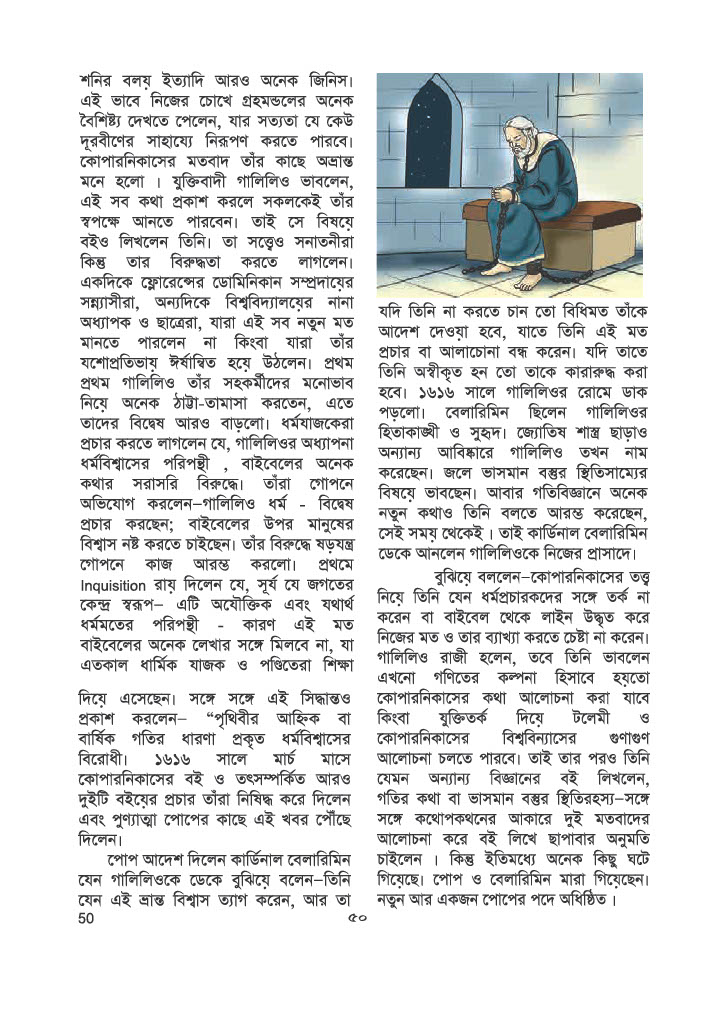 শনির বলয় ইত্যাদি আরও অনেক জিনিস।
এই ভাবে নিজের চোখে গ্রহমন্ডলের অনেক
বৈশিষ্ট্য দেখতে পেলেন, যার সত্যতা যে কেউ
দূরবীণের সাহায্যে নিরূপণ করতে পারবে।
কোপারনিকাসের মতবাদ তাঁর কাছে অভ্রান্ত
মনে হলো । যুক্তিবাদী গালিলিও ভাবলেন,
এই সব কথা প্রকাশ করলে সকলকেই তাঁর
স্বপক্ষে আনতে পারবেন। তাই সে বিষয়ে
বইও লিখলেন তিনি। তা সত্ত্বেও সনাতনীরা
কিন্তু তার বিরুদ্ধতা করতে লাগলেন।
একদিকে ফ্লোরেন্সের ডোমিনিকান সম্প্রদায়ের
সন্ন্যাসীরা, অন্যদিকে বিশ্ববিদ্যালয়ের নানা
অধ্যাপক ও ছাত্রেরা, যারা এই সব নতুন মত
মানতে পারলেন না কিংবা যারা তাঁর
যশোপ্রতিভায় ঈর্ষান্বিত হয়ে উঠলেন। প্রথম
প্রথম গালিলিও তাঁর সহকর্মীদের মনোভাব
নিয়ে অনেক ঠাট্টা-তামাসা করতেন, এতে
তাদের বিদ্বেষ আরও বাড়লো। ধর্মযাজকেরা
প্রচার করতে লাগলেন যে, গালিলিওর অধ্যাপনা
ধর্মবিশ্বাসের পরিপন্থী , বাইবেলের অনেক
কথার সরাসরি বিরুদ্ধে। তাঁরা গোপনে
অভিযোগ করলেন–গালিলিও ধর্ম - বিদ্বেষ
প্রচার করছেন; বাইবেলের উপর মানুষের
বিশ্বাস নষ্ট করতে চাইছেন। তাঁর বিরুদ্ধে ষড়যন্ত্র
গোপনে কাজ আরম্ভ করলো। প্রথমে
Inquisition রায় দিলেন যে, সূর্য যে জগতের
কেন্দ্র স্বরূপ– এটি অযৌক্তিক এবং যথার্থ
ধর্মমতের পরিপন্থী - কারণ এই মত
বাইবেলের অনেক লেখার সঙ্গে মিলবে না, যা
এতকাল ধার্মিক যাজক ও পণ্ডিতেরা শিক্ষা
দিয়ে এসেছেন। সঙ্গে সঙ্গে এই সিদ্ধান্তও
প্রকাশ করলেন– “পৃথিবীর আহ্নিক বা
বার্ষিক গতির ধারণা প্রকৃত ধর্মবিশ্বাসের
বিরোধী। ১৬১৬ সালে মার্চ মাসে
কোপারনিকাসের বই ও তৎসম্পর্কিত আরও
দুইটি বইয়ের প্রচার তাঁরা নিষিদ্ধ করে দিলেন
এবং পুণ্যাত্মা পোপের কাছে এই খবর পৌঁছে
দিলেন।
পোপ আদেশ দিলেন কার্ডিনাল বেলারিমিন
যেন গালিলিওকে ডেকে বুঝিয়ে বলেন–তিনি
যেন এই ভ্রান্ত বিশ্বাস ত্যাগ করেন, আর তা
যদি তিনি না করতে চান তো বিধিমত তাঁকে
আদেশ দেওয়া হবে, যাতে তিনি এই মত
প্রচার বা আলাচোনা বন্ধ করেন। যদি তাতে
তিনি অস্বীকৃত হন তো তাকে কারারুদ্ধ করা
হবে। ১৬১৬ সালে গালিলিওর রোমে ডাক
পড়লো। বেলারিমিন ছিলেন গালিলিওর
হিতাকাঙ্খী ও সুহৃদ। জ্যোতিষ শাস্ত্র ছাড়াও
অন্যান্য আবিষ্কারে গালিলিও তখন নাম
করেছেন। জলে ভাসমান বস্তুর স্থিতিসাম্যের
বিষয়ে ভাবছেন। আবার গতিবিজ্ঞানে অনেক
নতুন কথাও তিনি বলতে আরম্ভ করেছেন,
সেই সময় থেকেই । তাই কার্ডিনাল বেলারিমিন
ডেকে আনলেন গালিলিওকে নিজের প্রাসাদে।
বুঝিয়ে বললেন–কোপারনিকাসের তত্ত্ব
নিয়ে তিনি যেন ধর্মপ্রচারকদের সঙ্গে তর্ক না
করেন বা বাইবেল থেকে লাইন উদ্ধৃত করে
নিজের মত ও তার ব্যাখ্যা করতে চেষ্টা না করেন।
গালিলিও রাজী হলেন, তবে তিনি ভাবলেন
এখনো গণিতের কল্পনা হিসাবে হয়তো
কোপারনিকাসের কথা আলোচনা করা যাবে
কিংবা যুক্তিতর্ক দিয়ে টলেমী ও
কোপারনিকাসের বিশ্ববিন্যাসের গুণাগুণ
আলোচনা চলতে পারবে। তাই তার পরও তিনি
যেমন অন্যান্য বিজ্ঞানের বই লিখলেন,
গতির কথা বা ভাসমান বস্তুর স্থিতিরহস্য–সঙ্গে
সঙ্গে কথোপকথনের আকারে দুই মতবাদের
আলোচনা করে বই লিখে ছাপাবার অনুমতি
চাইলেন । কিন্তু ইতিমধ্যে অনেক কিছু ঘটে
গিয়েছে। পোপ ও বেলারিমিন মারা গিয়েছেন।
নতুন আর একজন পোপের পদে অধিষ্ঠিত ।
50 ৫০